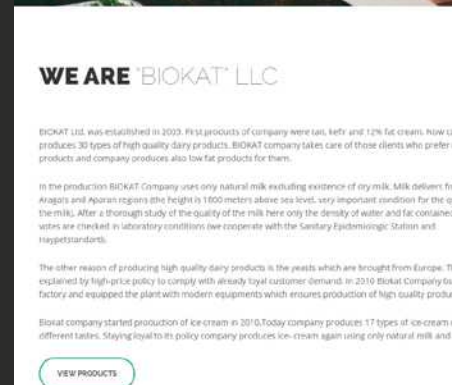 WE ARE "BIOKAT" LLC
BIOKAT Ltd. was established in 2003. First products of company were tan, kefir and 12% fat cream. Now
produces 30 types of high quality dairy products. BIOKAT company takes care of those clients who prefer
products and company produces also low fat products for them.
In the production BIOKAT Company uses only natural milk excluding existence of dry milk. Milk delivers
Aragats and Aparan regions (the height is 1600 meters above sea level, very important condition for the
the milk). After a thorough study of the quality of the milk here only the density of water and fat
are checked in laboratory conditions (we cooperate with the Sanitary Epidemiologic Station and
Haypetstandart).
The other reason of producing high quality dairy products is the yeasts which are brought from Europe.
explained by high-price policy to comply with already loyal customer demand. In 2010 Biokat Company
factory and equipped the plant with modern equipments which ensures production of high quality
Biokat company started production of ice-cream in 2010.Today company produces 17 types of ice-cream
different tastes. Staying loyal to its policy company produces ice-cream again using only natural milk and
VIEW PRODUCTS